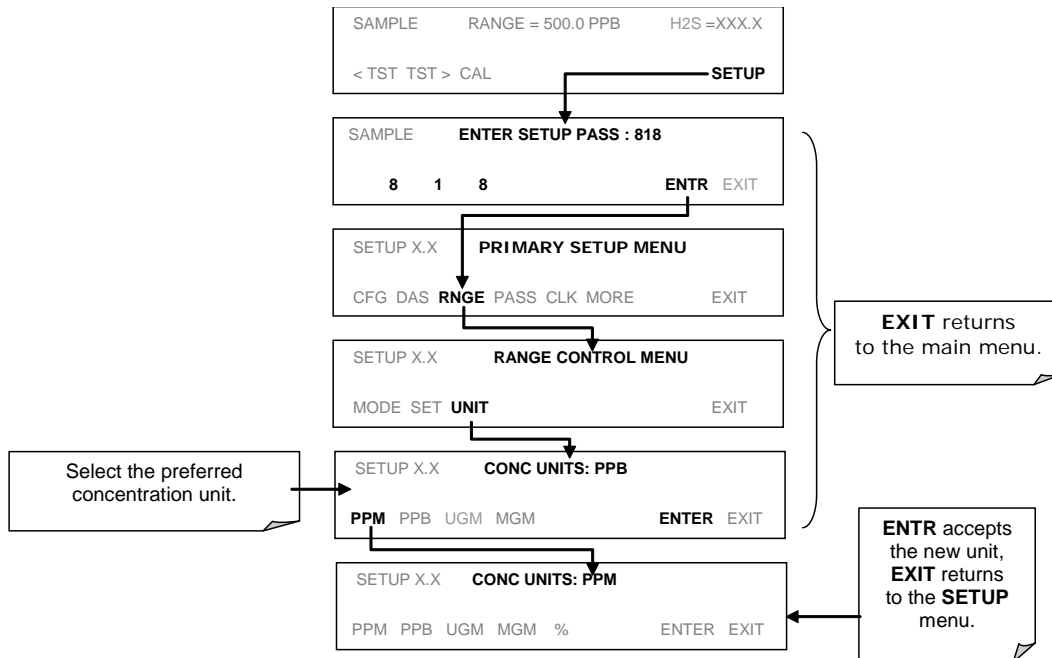 SAMPLE RANGE = 500.0 PPB H2S =XXX.X
< TST TST > CAL SETUP
SAMPLE ENTER SETUP PASS : 818
8 1 8 ENTR EXIT
SETUP X.X PRIMARY SETUP MENU
CFG DAS RNGE PASS CLK MORE EXIT
EXIT returns
to the main menu.
SETUP X.X RANGE CONTROL MENU
MODE SET UNIT EXIT
Select the preferred
concentration unit.
SETUP X.X CONC UNITS: PPB
PPM PPB UGM MGM ENTER EXIT
ENTR accepts
the new unit,
EXIT returns
to the SETUP
menu.
SETUP X.X CONC UNITS: PPM
PPM PPB UGM MGM % ENTER EXIT